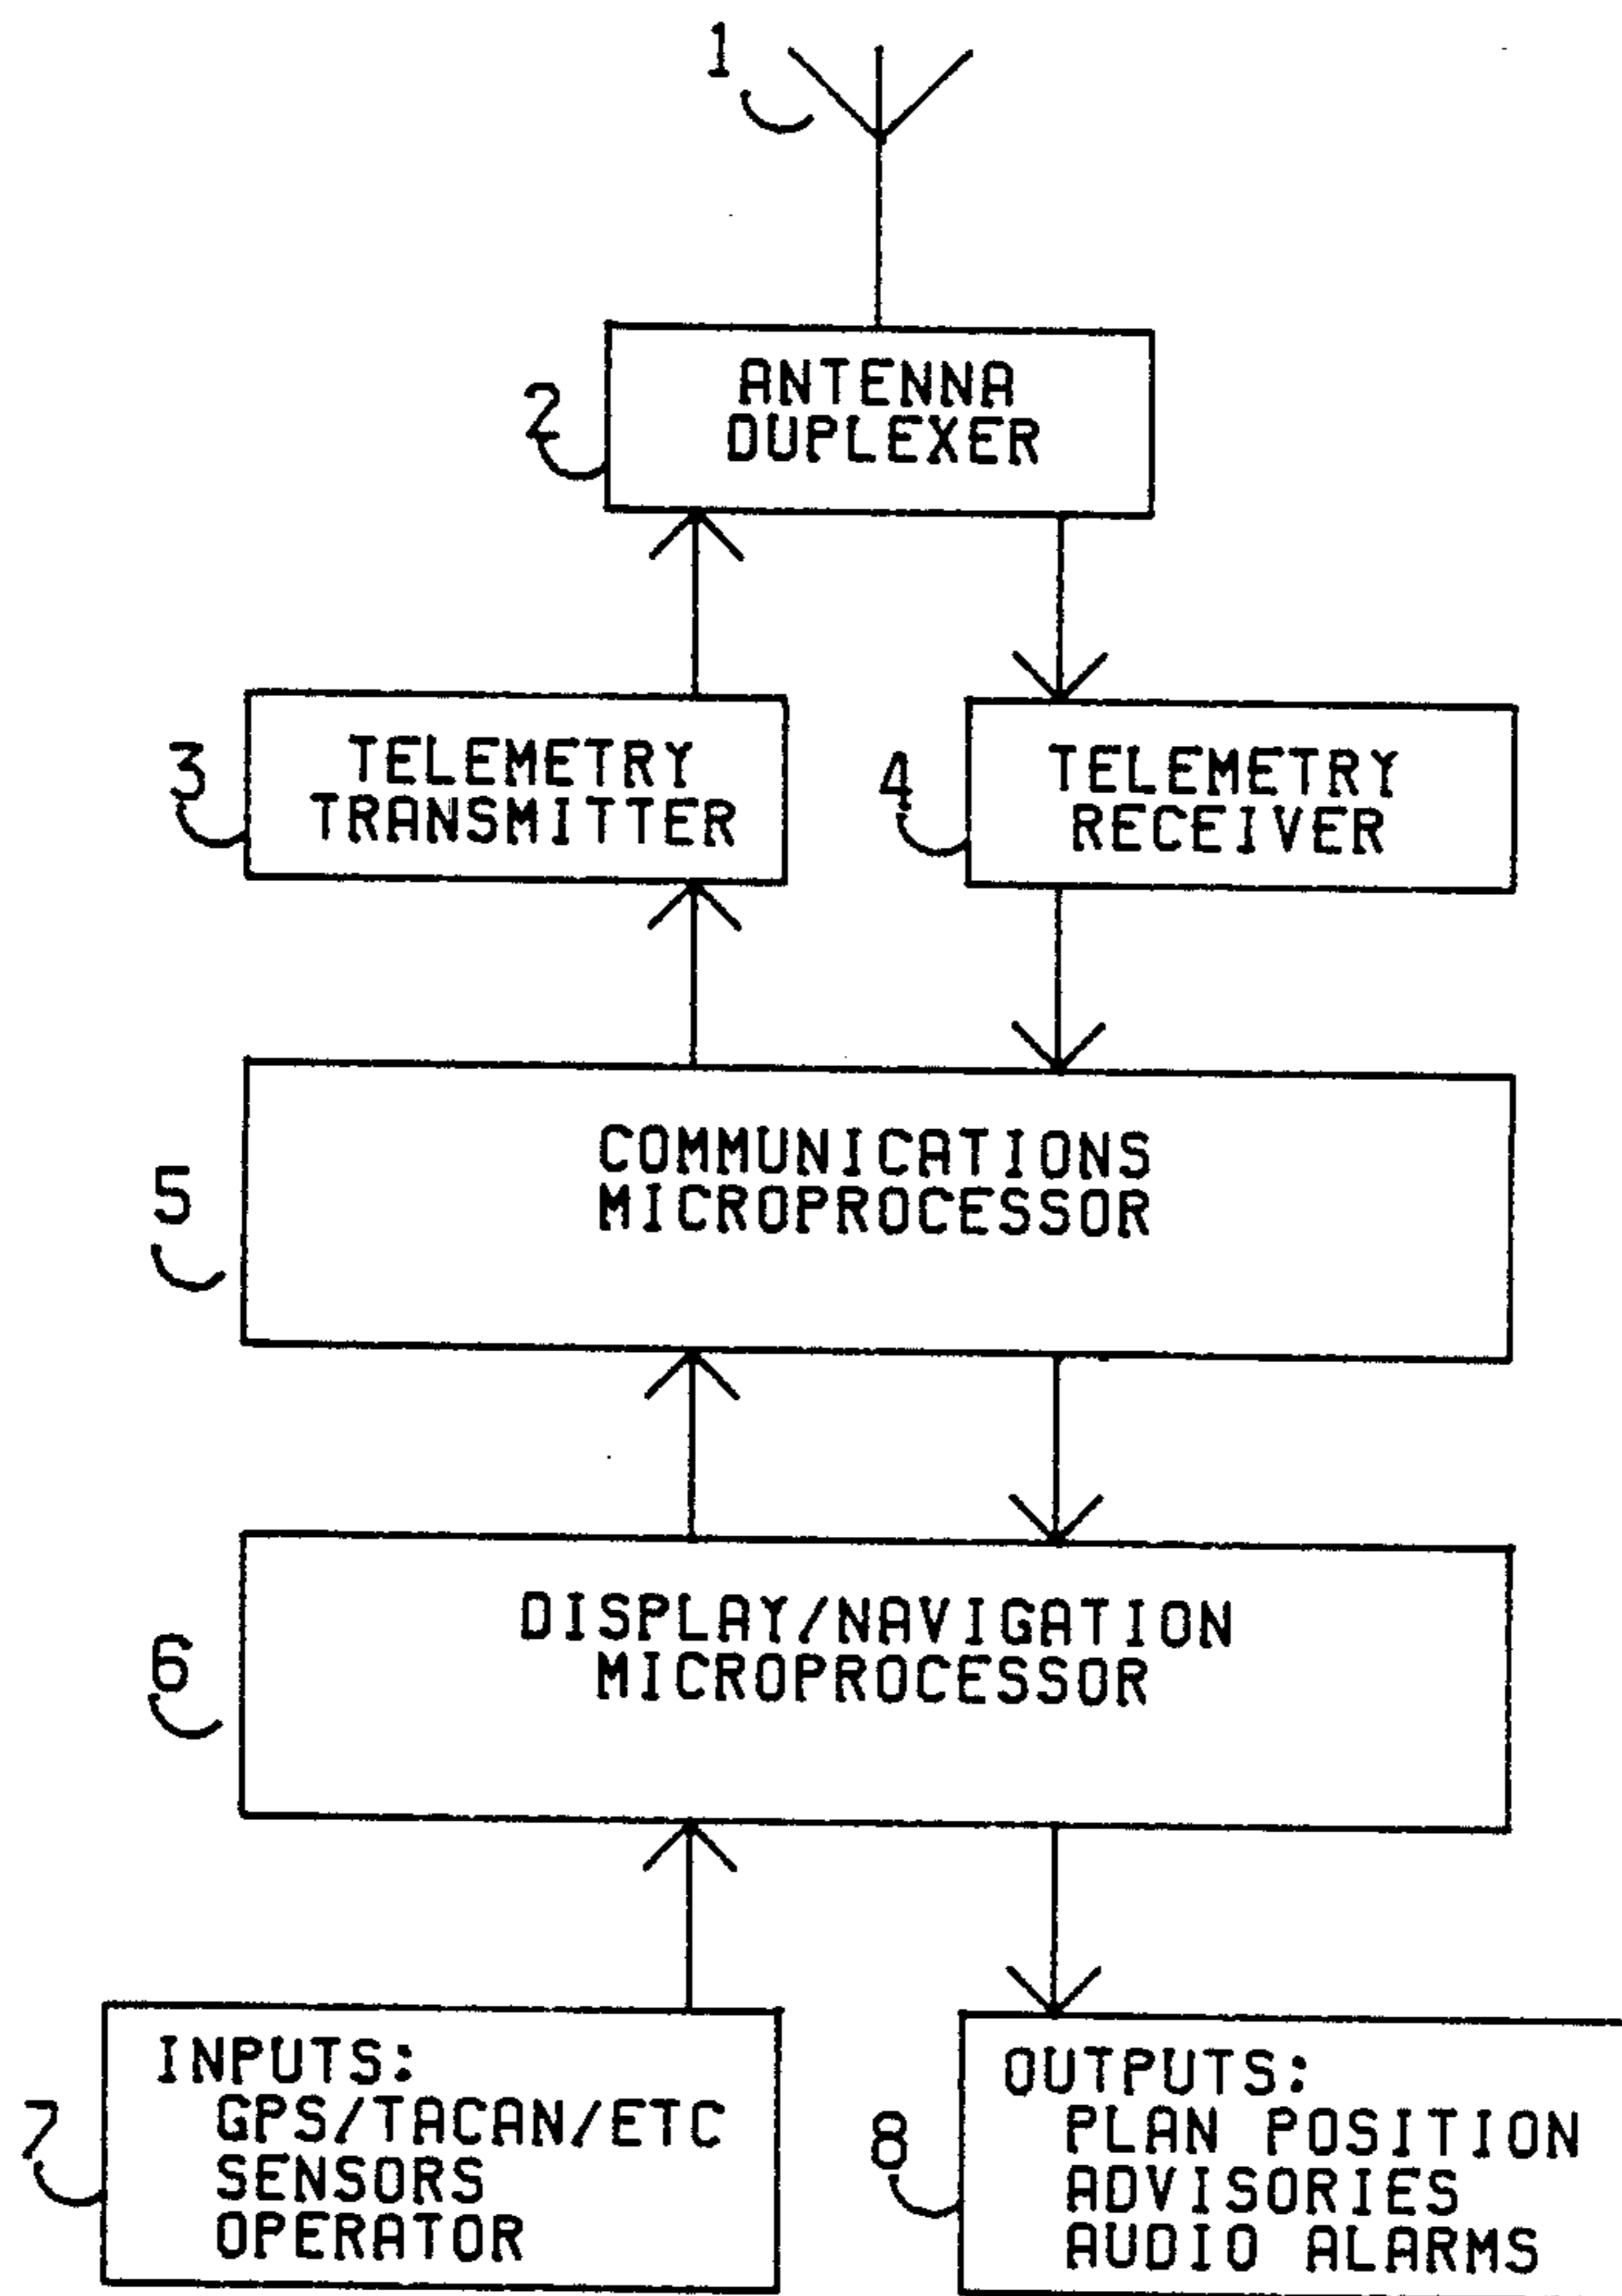 1
2
ANTENNA
DUPLEXER
3
TELEMETRY
TRANSMITTER
4
TELEMETRY
RECEIVER
5
COMMUNICATIONS
MICROPROCESSOR
6
DISPLAY/NAVIGATION
MICROPROCESSOR
7
INPUTS:
GPS/TACAN/ETC
SENSORS
OPERATOR
8
OUTPUTS:
PLAN POSITION
ADVISORIES
AUDIO ALARMS